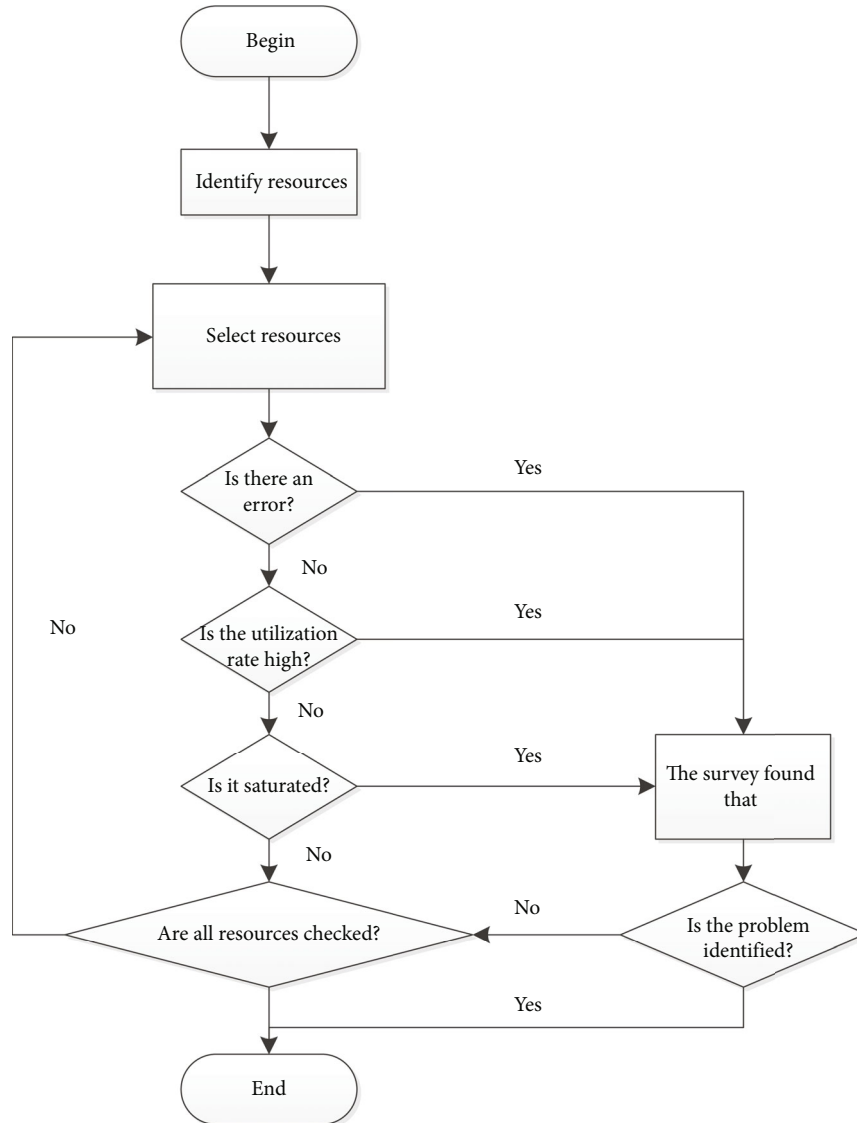 Begin
Identify resources
Select resources
Is there an
error?
Yes
No
Is the utilization
rate high?
Yes
No
No
Is it saturated?
Yes
The survey found
that
No
Are all resources checked?
No
Is the problem
identified?
Yes
End